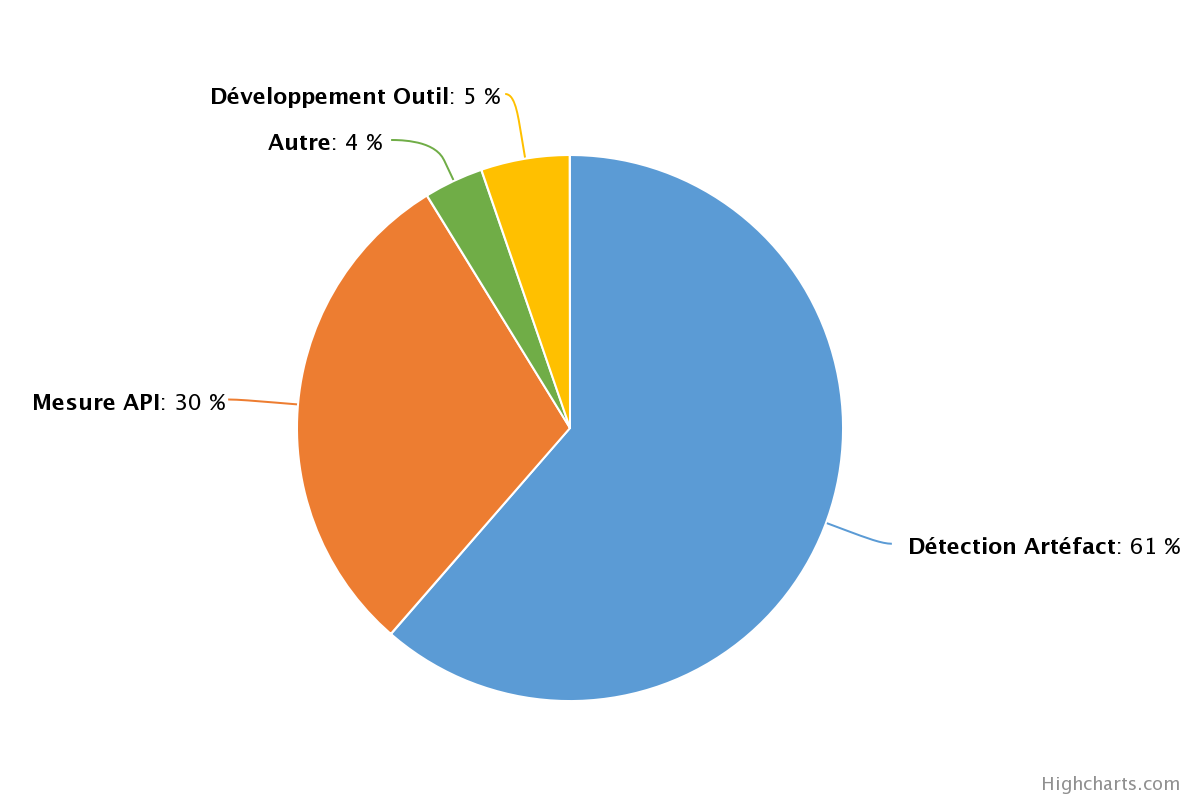 Développement Outil: 5 %
Autre: 4 %
Mesure API: 30 %
Détection Artéfact: 61 %
Highcharts.com